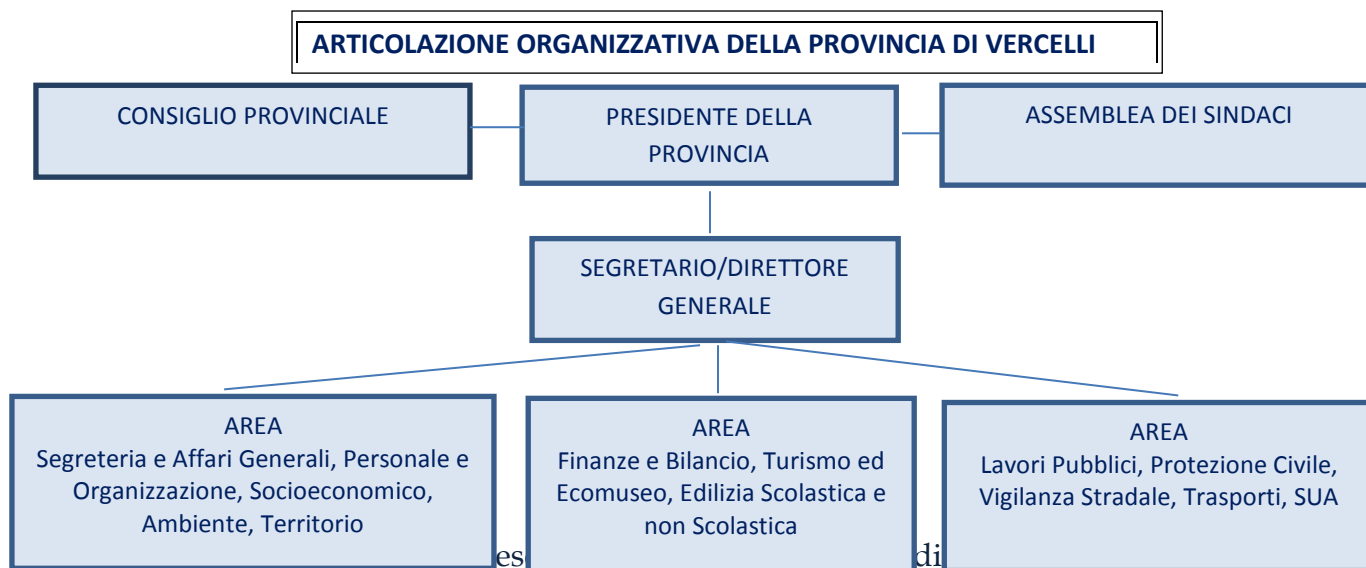 ARTICOLAZIONE ORGANIZZATIVA DELLA PROVINCIA DI VERCELLI
CONSIGLIO PROVINCIALE
PRESIDENTE DELLA
PROVINCIA
ASSEMBLEA DEI SINDACI
SEGRETARIO/DIRETTORE
GENERALE
AREA
Segreteria e Affari Generali, Personale e
Organizzazione, Socioeconomico,
Ambiente, Territorio
AREA
Finanze e Bilancio, Turismo ed
Ecomuseo, Edilizia Scolastica e
non Scolastica
AREA
Lavori Pubblici, Protezione Civile,
Vigilanza Stradale, Trasporti, SUA